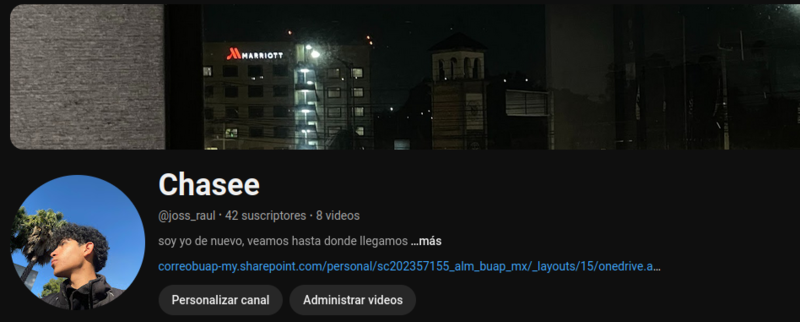 MARRIOTT
Chasee
@joss_raul · 42 suscriptores · 8 videos
soy yo de nuevo, veamos hasta donde llegamos ...más
correobuap-my.sharepoint.com/personal/sc202357155_alm_buap_mx/_layouts/15/onedrive.a...
Personalizar canal Administrar videos